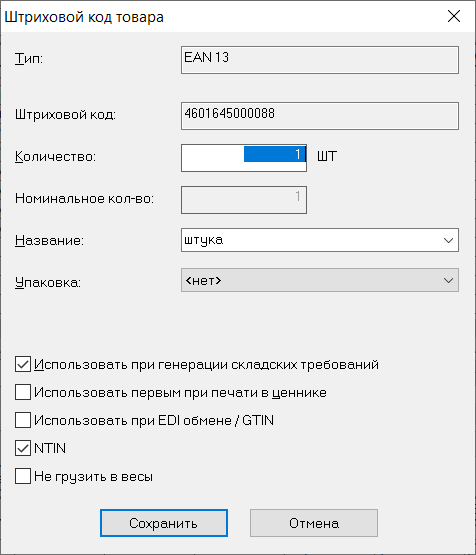 Штриховой код товара
Тип: EAN 13
Штриховой код: 4601645000088
Количество: 1 ШТ
Номинальное кол-во: 1
Название: штука
Упаковка: <нет>
Использовать при генерации складских требований
Использовать первым при печати в ценнике
Использовать при EDI обмене / GTIN
NTIN
Не грузить в весы
Сохранить Отмена